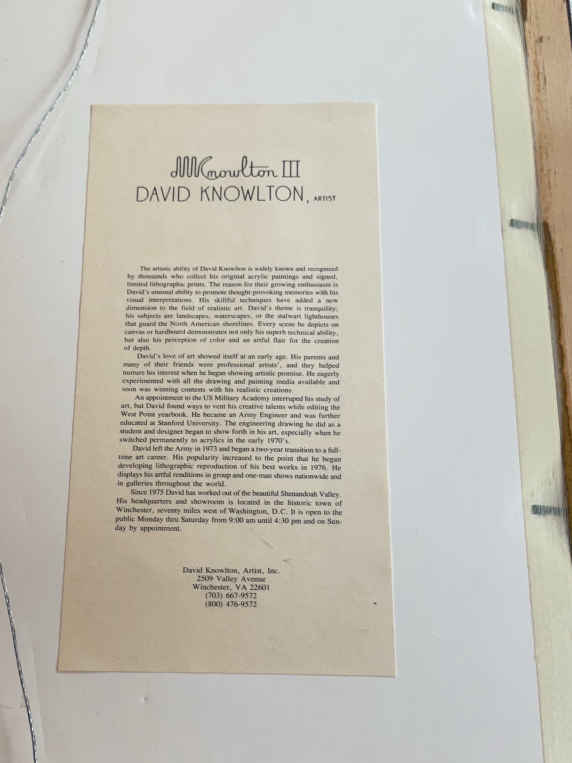 DMKnowlton III
DAVID KNOWLTON, ARTIST
The artistic ability of David Knowlton is widely known and recognized
by thousands who collect his original acrylic paintings and signed,
limited lithographic prints. The reason for their growing enthusiasm is
David's unusual ability to promote thought-provoking memories with his
visual interpretations. His skillful techniques have added a new
dimension to the field of realistic art. David's theme is tranquility;
his subjects are landscapes, waterscapes, or the stalwart lighthouses
that guard the North American shorelines. Every scene he depicts on
canvas or hardboard demonstrates not only his superb technical ability,
but also his perception of color and an artful flair for the creation
of depth.
David's love of art showed itself at an early age. His parents and
many of their friends were professional artists', and they helped
nurture his interest when he began showing artistic promise. He eagerly
experimented with all the drawing and painting media available and
soon was winning contests with his realistic creations.
An appointment to the US Military Academy interruped his study of
art, but David found ways to vent his creative talents while editing the
West Point yearbook. He became an Army Engineer and was further
educated at Stanford University. The engineering drawing he did as a
student and designer began to show forth in his art, especially when he
switched permanently to acrylics in the early 1970's.
David left the Army in 1973 and began a two-year transition to a full-
time art career. His popularity increased to the point that he began
developing lithographic reproduction of his best works in 1976. He
displays his artful renditions in group and one-man shows nationwide and
in galleries throughout the world.
Since 1975 David has worked out of the beautiful Shenandoah Valley.
His headquarters and showroom is located in the historic town of
Winchester, seventy miles west of Washington, D.C. It is open to the
public Monday thru Saturday from 9:00 am until 4:30 pm and on Sun-
day by appointment.
David Knowlton, Artist, Inc.
2509 Valley Avenue
Winchester, VA 22601
(703) 667-9572
(800) 476-9572